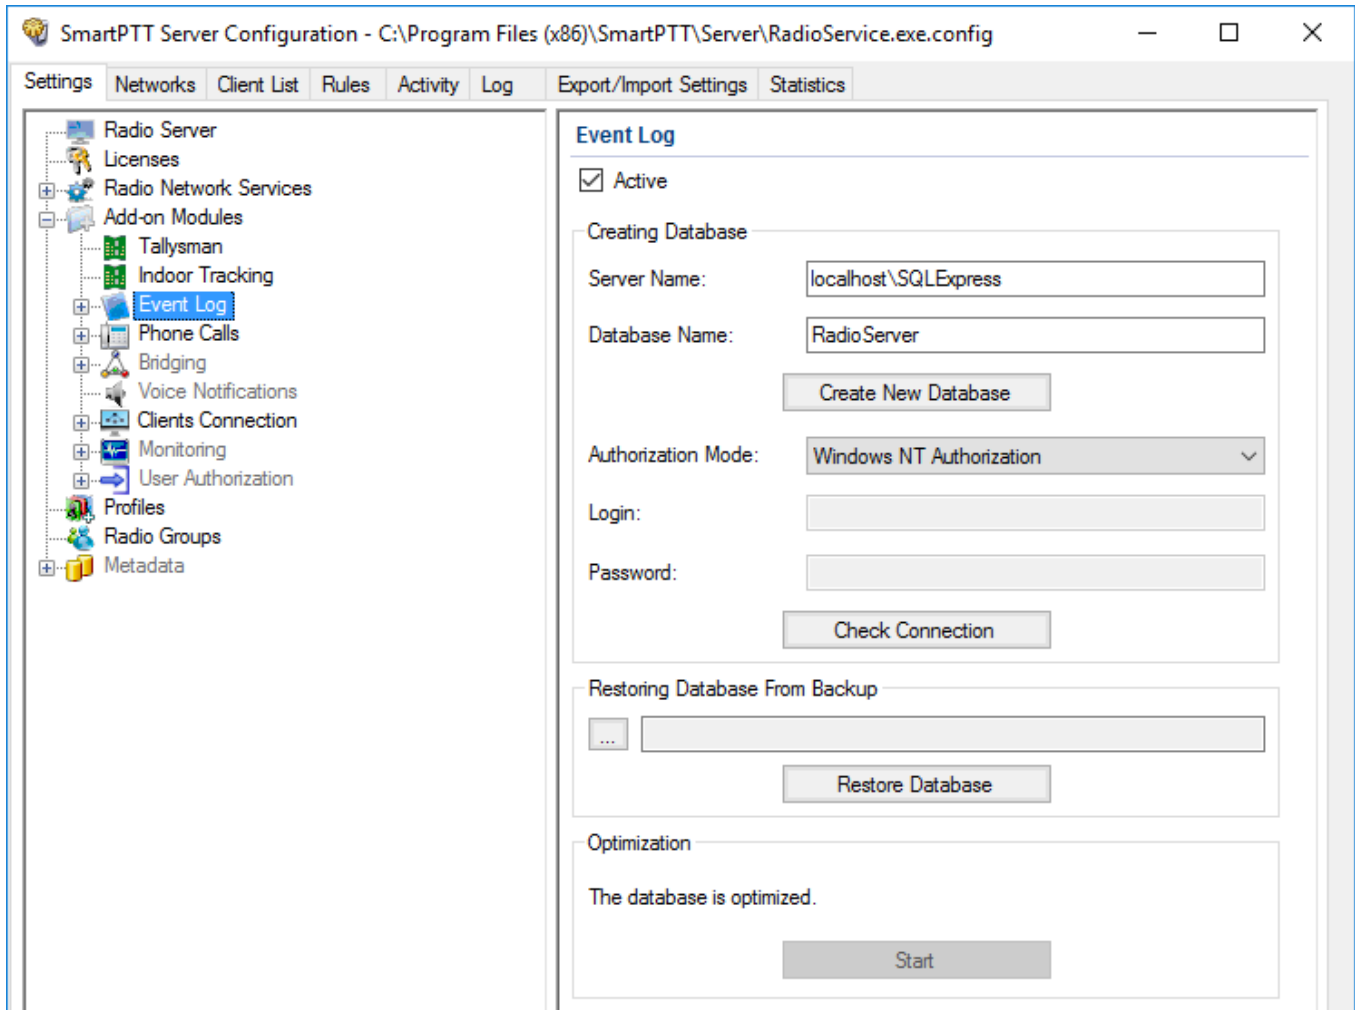 SmartPTT Server Configuration - C:\Program Files (x86)\SmartPTT\Server\RadioService.exe.config
Settings Networks Client List Rules Activity Log Export/Import Settings Statistics
Radio Server
Licenses
Radio Network Services
Add-on Modules
Tallysman
Indoor Tracking
Event Log
Phone Calls
Bridging
Voice Notifications
Clients Connection
Monitoring
User Authorization
Profiles
Radio Groups
Metadata
Event Log
Active
Creating Database
Server Name: localhost\SQLExpress
Database Name: RadioServer
Create New Database
Authorization Mode: Windows NT Authorization
Login:
Password:
Check Connection
Restoring Database From Backup
...
Restore Database
Optimization
The database is optimized.
Start